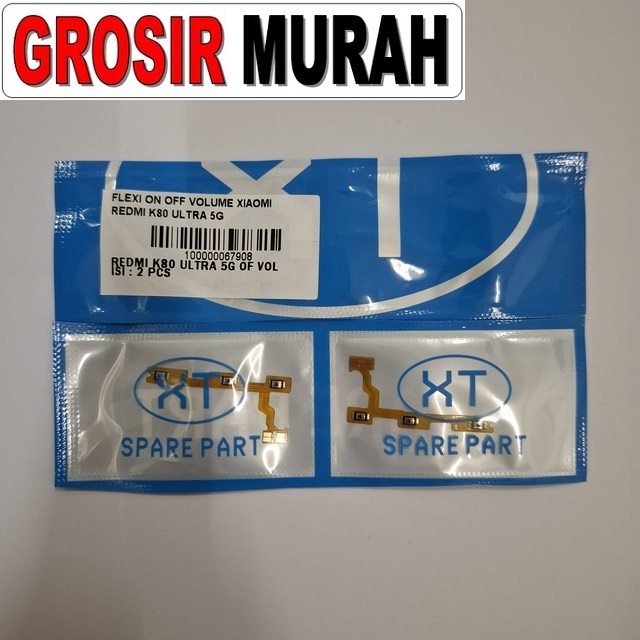 GROSIR MURAH
XT
FLEXI ON OFF VOLUME XIAOMI
REDMI K80 ULTRA 5G
100000067908
REDMI K80 ULTRA 5G OF VOL
ISI : 2 PCS
XT
SPARE PART
XT
SPARE PART